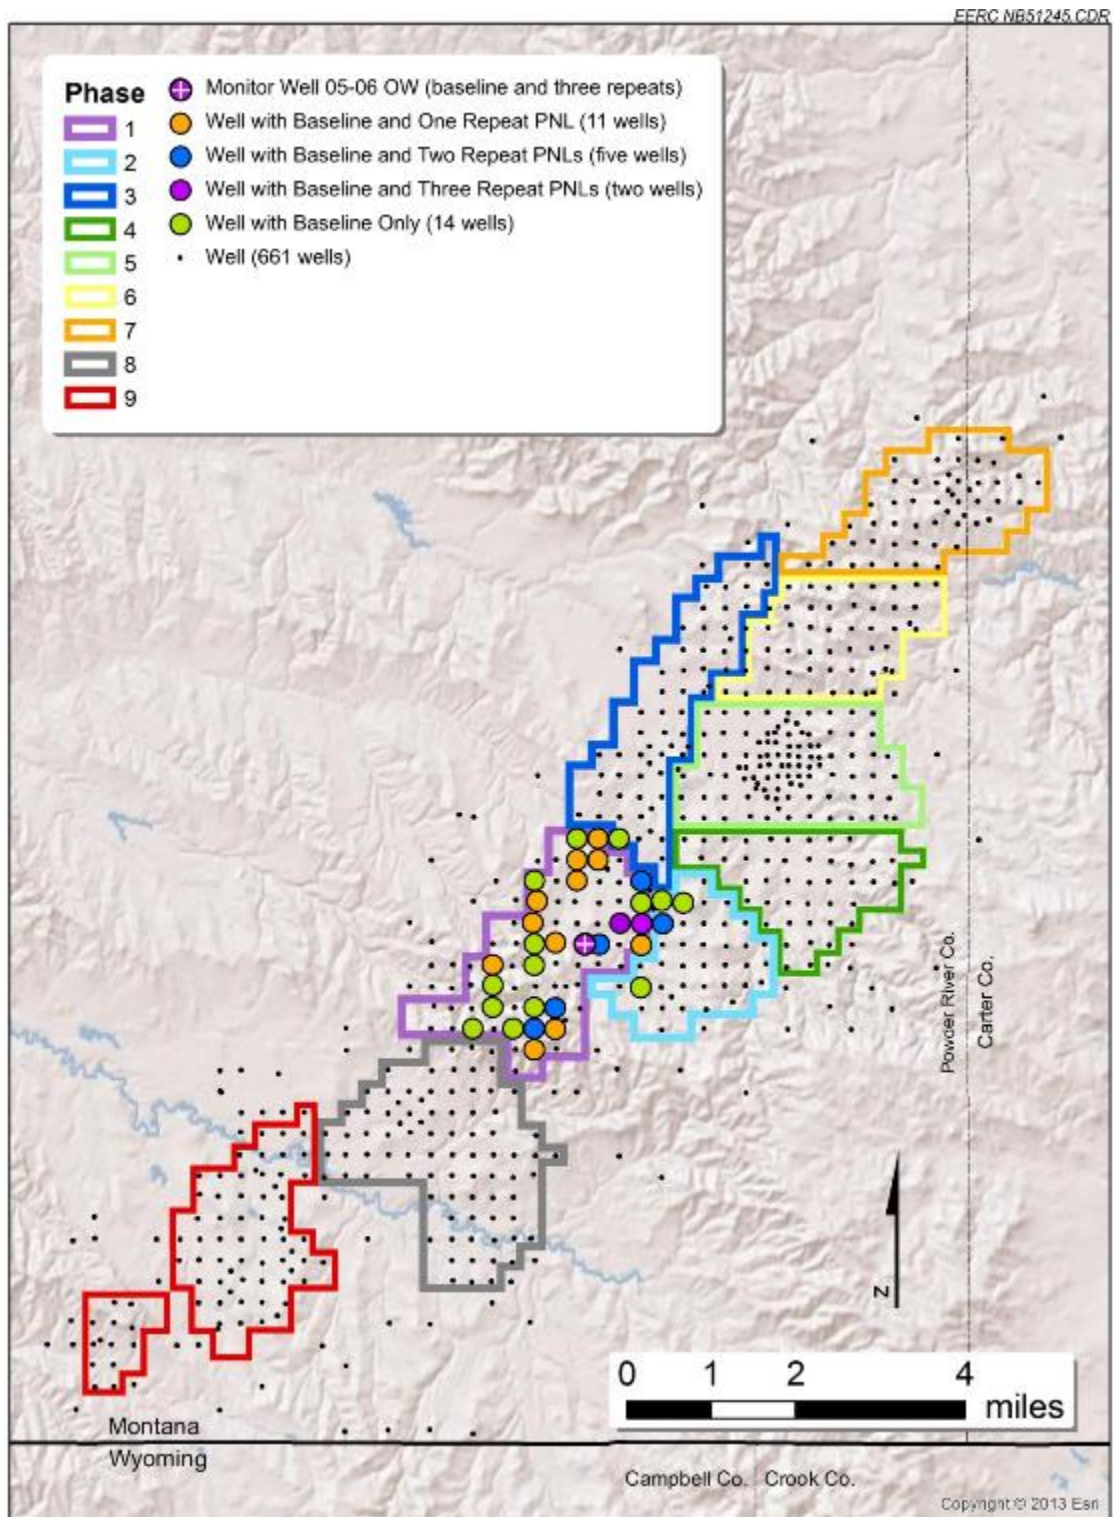 EERC NB51245.CDR
Phase
1
2
3
4
5
6
7
8
9
Monitor Well 05-06 OW (baseline and three repeats)
Well with Baseline and One Repeat PNL (11 wells)
Well with Baseline and Two Repeat PNLs (five wells)
Well with Baseline and Three Repeat PNLs (two wells)
Well with Baseline Only (14 wells)
Well (661 wells)
Powder River Co.
Carter Co.
N
0 1 2 4
miles
Montana
Wyoming
Campbell Co.
Crook Co.
Copyright © 2013 Esri